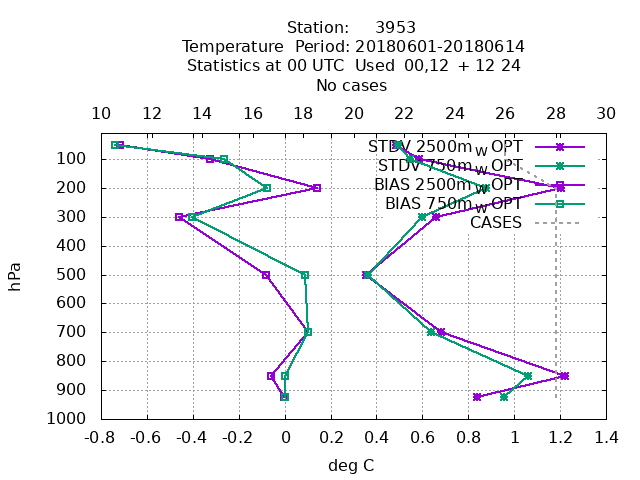 Station: 3953
Temperature Period: 20180601-20180614
Statistics at 00 UTC Used 00,12 + 12 24
No cases
10 12 14 16 18 20 22 24 26 28 30
STDV 2500m_W OPT
STDV 750m_W OPT
BIAS 2500m_W OPT
BIAS 750m_W OPT
CASES
hPa
100
200
300
400
500
600
700
800
900
1000
-0.8 -0.6 -0.4 -0.2 0 0.2 0.4 0.6 0.8 1 1.2 1.4
deg C